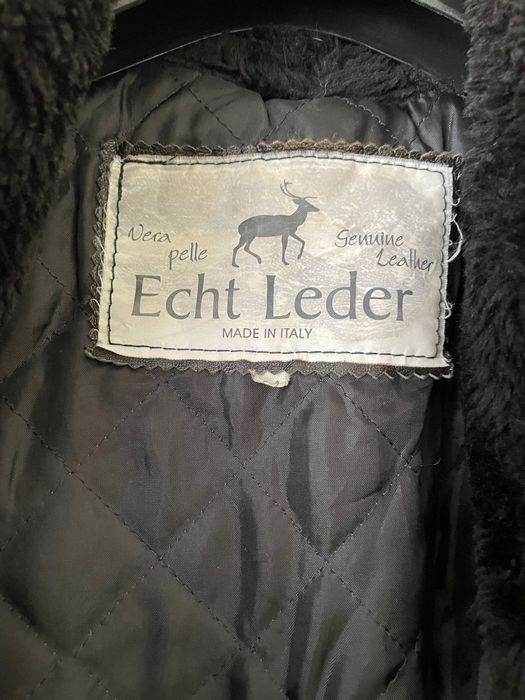 Vera pelle
Genuine Leather
Echt Leder
MADE IN ITALY